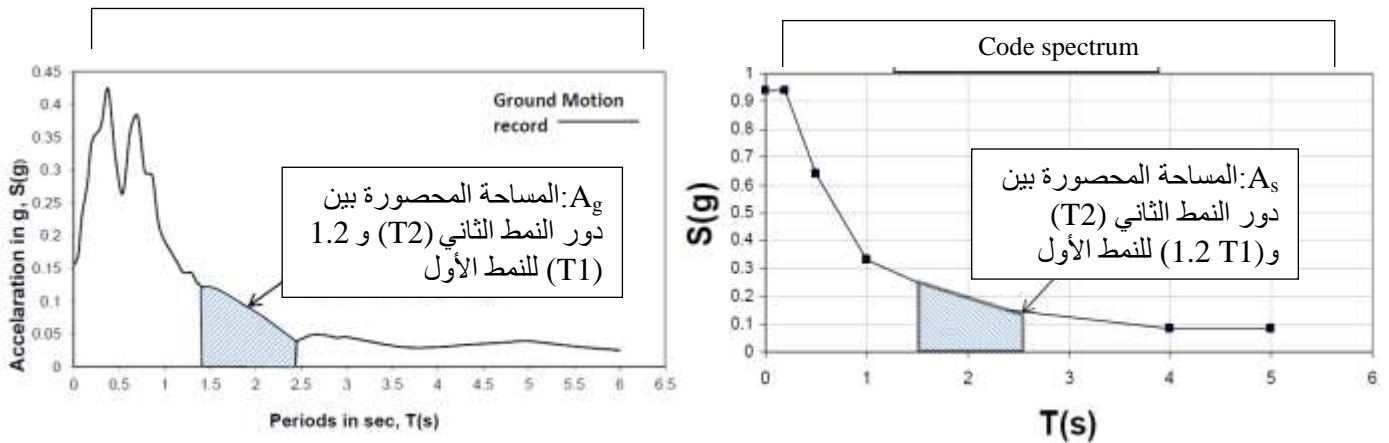 0.45
0.4
0.35
0.3
0.25
0.2
0.15
0.1
0.05
0
0 0.5 1 1.5 2 2.5 3 3.5 4 4.5 5 5.5 6 6.5
Accelaration in g, S(g)
Periods in sec, T(s)
Ground Motion
record
Ag:المساحة المحصورة بين
دور النمط الثاني (T2) و 1.2
(T1) للنمط الأول
Code spectrum
1
0.9
0.8
0.7
0.6
0.5
0.4
0.3
0.2
0.1
0
0 1 2 3 4 5 6
S(g)
T(s)
As:المساحة المحصورة بين
دور النمط الثاني (T2)
و(1.2 T1) للنمط الأول